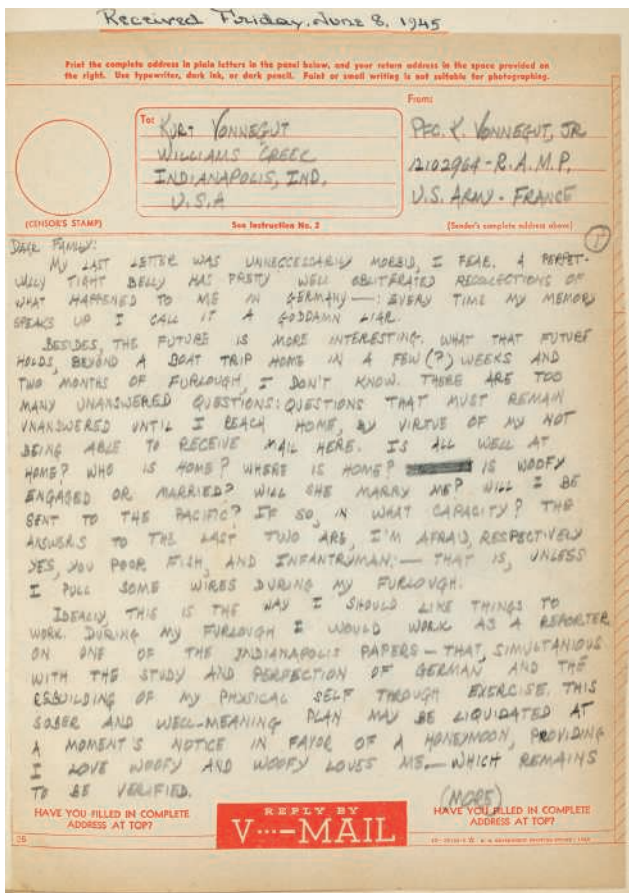 Received Friday, June 8, 1945
Print the complete address in plain letters in the panel below, and your return address in the space provided on
the right. Use typewriter, dark ink, or dark pencil. Faint or small writing is not suitable for photographing.
To:
KURT VONNEGUT
WILLIAMS CREEK
INDIANAPOLIS, IND.
U.S.A
From:
PFC. K. VONNEGUT, JR
12102964 - R.A.M.P.
U.S. ARMY - FRANCE
(CENSOR'S STAMP)
See Instruction No. 2
(Sender's complete address above)
DEAR FAMILY:
MY LAST LETTER WAS UNNECCESSARILY MORBID, I FEAR. A PERPET-
UALLY TIGHT BELLY HAS PRETY WELL OBLITERATED RECOLLECTIONS OF
WHAT HAPPENED TO ME IN GERMANY—: EVERY TIME MY MEMORY
SPEAKS UP I CALL IT A GODDAMN LIAR.
BESIDES, THE FUTURE IS MORE INTERESTING. WHAT THAT FUTURE
HOLDS, BEYOND A BOAT TRIP HOME IN A FEW(?) WEEKS AND
TWO MONTHS OF FURLOUGH, I DON'T KNOW. THERE ARE TOO
MANY UNANSWERED QUESTIONS: QUESTIONS THAT MUST REMAIN
UNANSWERED UNTIL I REACH HOME, BY VIRTUE OF MY NOT
BEING ABLE TO RECEIVE MAIL HERE. IS ALL WELL AT
HOME? WHO IS HOME? WHERE IS HOME? IS WOOFY
ENGAGED OR MARRIED? WILL SHE MARRY ME? WILL I BE
SENT TO THE PACIFIC? IF SO, IN WHAT CAPACITY? THE
ANSWERS TO THE LAST TWO ARE, I'M AFRAID, RESPECTIVELY
YES, YOU POOR FISH, AND INFANTRYMAN.— THAT IS, UNLESS
I PULL SOME WIRES DURING MY FURLOUGH.
IDEALLY, THIS IS THE WAY I SHOULD LIKE THINGS TO
WORK. DURING MY FURLOUGH I WOULD WORK AS A REPORTER
ON ONE OF THE INDIANAPOLIS PAPERS — THAT, SIMULTANIOUS
WITH THE STUDY AND PERFECTION OF GERMAN AND THE
REBUILDING OF MY PHYSICAL SELF THROUGH EXERCISE. THIS
SOBER AND WELL-MEANING PLAN MAY BE LIQUIDATED AT
A MOMENT'S NOTICE IN FAVOR OF A HONEYMOON, PROVIDING
I LOVE WOOFY AND WOOFY LOVES ME.— WHICH REMAINS
TO BE VERIFIED.
(MORE)
HAVE YOU FILLED IN COMPLETE
ADDRESS AT TOP?
REPLY BY
V···—MAIL
HAVE YOU FILLED IN COMPLETE
ADDRESS AT TOP?